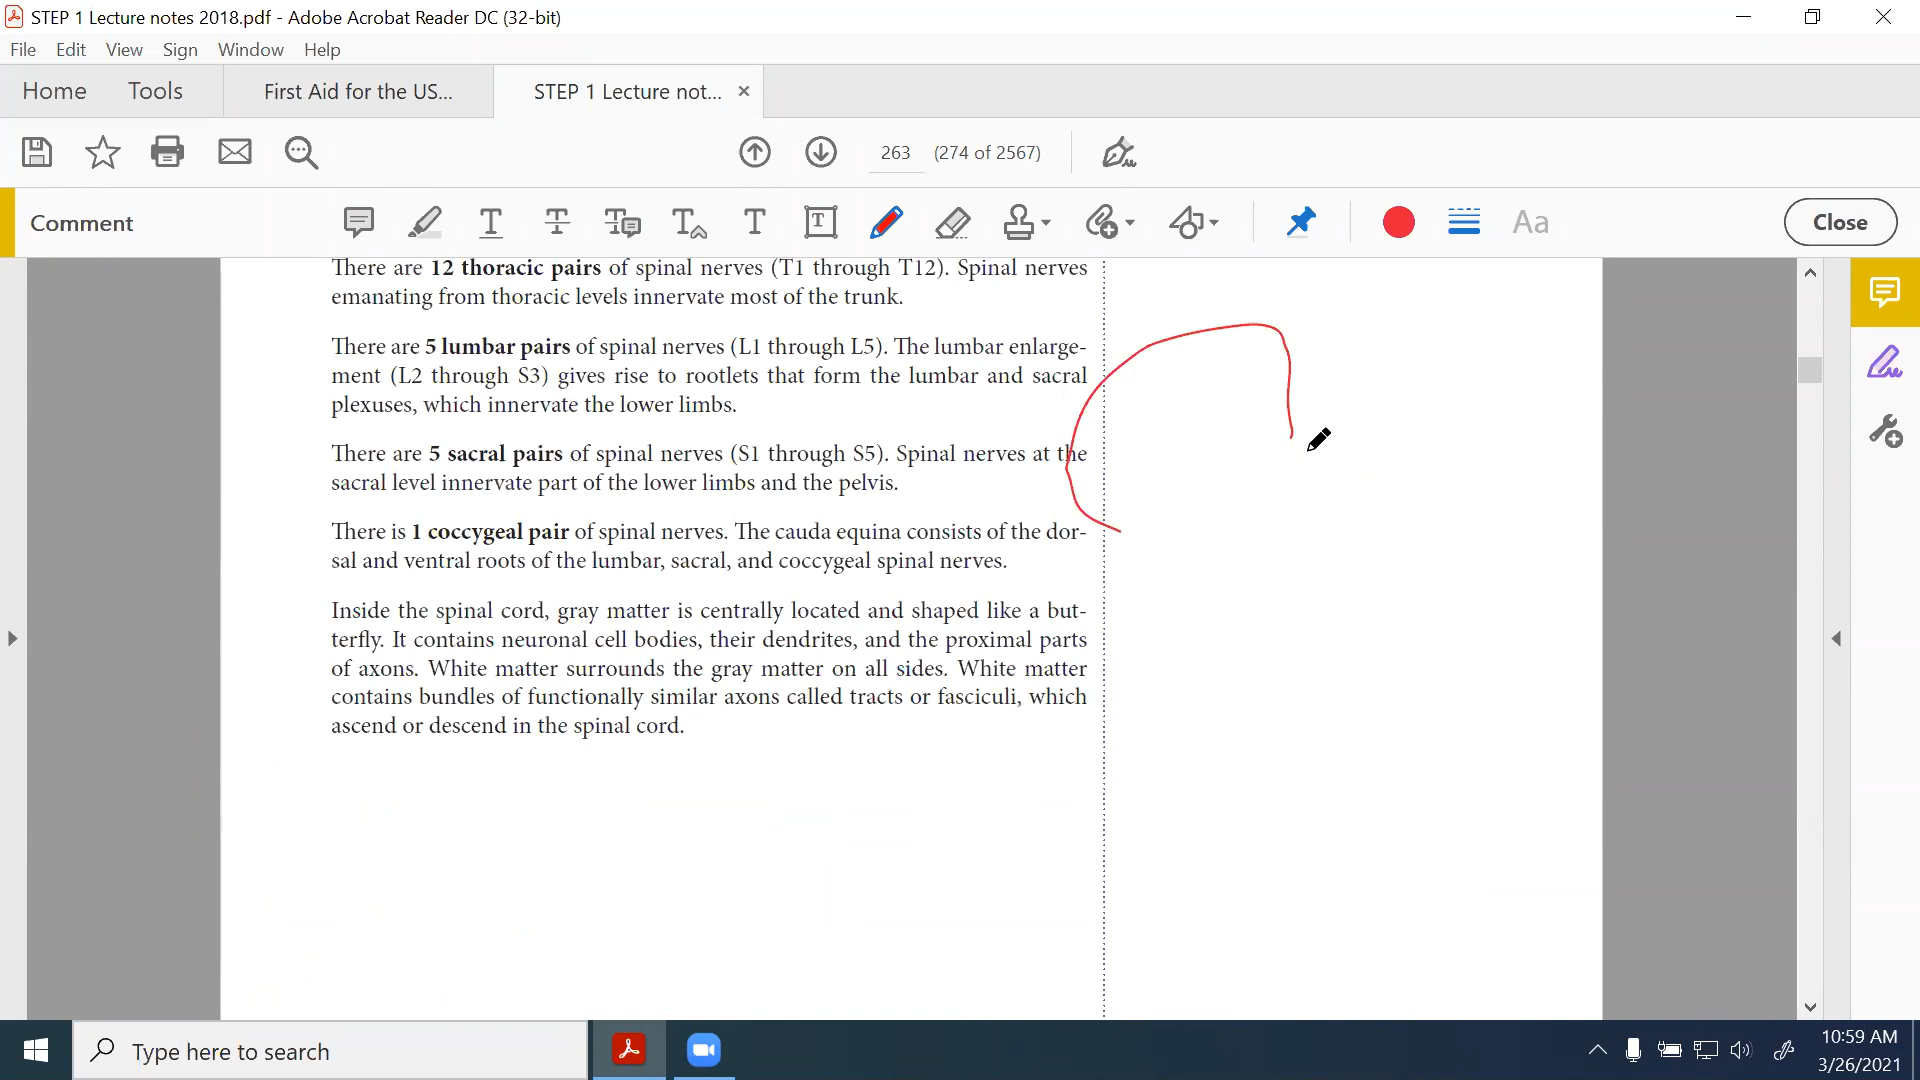 STEP 1 Lecture notes 2018.pdf - Adobe Acrobat Reader DC (32-bit)
File Edit View Sign Window Help
Home Tools First Aid for the US... STEP 1 Lecture not... ×
263 (274 of 2567)
Comment T T T T T T Aa Close
There are 12 thoracic pairs of spinal nerves (T1 through T12). Spinal nerves
emanating from thoracic levels innervate most of the trunk.
There are 5 lumbar pairs of spinal nerves (L1 through L5). The lumbar enlarge-
ment (L2 through S3) gives rise to rootlets that form the lumbar and sacral
plexuses, which innervate the lower limbs.
There are 5 sacral pairs of spinal nerves (S1 through S5). Spinal nerves at the
sacral level innervate part of the lower limbs and the pelvis.
There is 1 coccygeal pair of spinal nerves. The cauda equina consists of the dor-
sal and ventral roots of the lumbar, sacral, and coccygeal spinal nerves.
Inside the spinal cord, gray matter is centrally located and shaped like a but-
terfly. It contains neuronal cell bodies, their dendrites, and the proximal parts
of axons. White matter surrounds the gray matter on all sides. White matter
contains bundles of functionally similar axons called tracts or fasciculi, which
ascend or descend in the spinal cord.
Type here to search
10:59 AM
3/26/2021